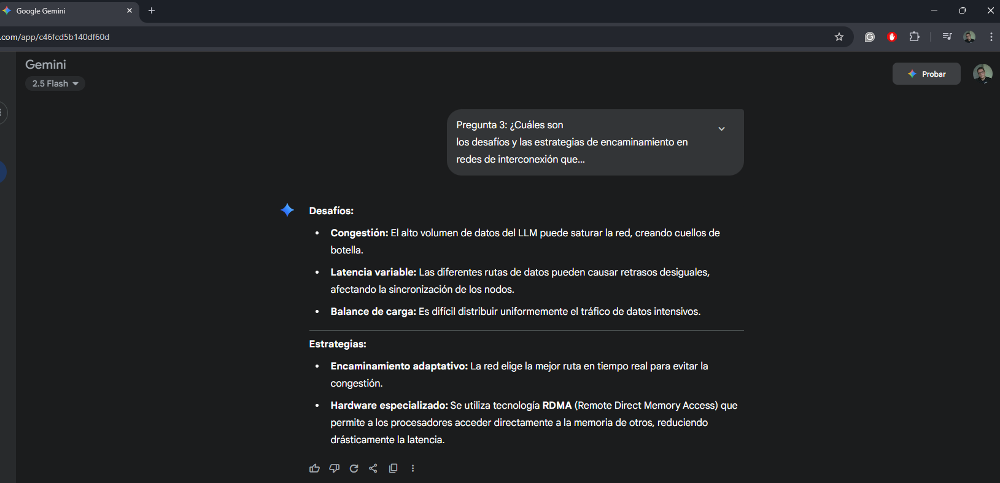 Google Gemini
.com/app/c46fcd5b140df60d
Gemini
2.5 Flash
Probar
Pregunta 3: ¿Cuáles son
los desafíos y las estrategias de encaminamiento en
redes de interconexión que...
Desafíos:
• Congestión: El alto volumen de datos del LLM puede saturar la red, creando cuellos de
botella.
• Latencia variable: Las diferentes rutas de datos pueden causar retrasos desiguales,
afectando la sincronización de los nodos.
• Balance de carga: Es difícil distribuir uniformemente el tráfico de datos intensivos.
Estrategias:
• Encaminamiento adaptativo: La red elige la mejor ruta en tiempo real para evitar la
congestión.
• Hardware especializado: Se utiliza tecnología RDMA (Remote Direct Memory Access) que
permite a los procesadores acceder directamente a la memoria de otros, reduciendo
drásticamente la latencia.